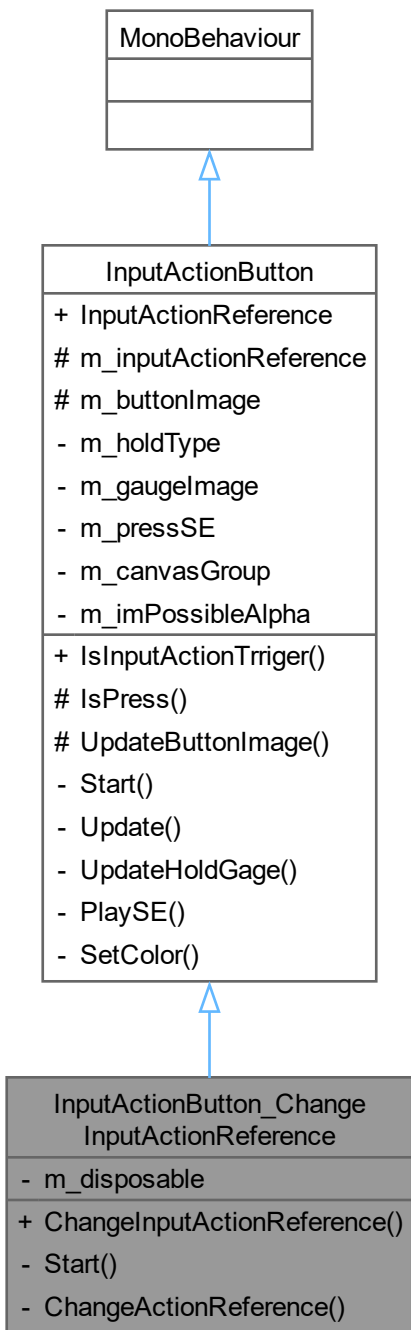 MonoBehaviour
InputActionButton
+ InputActionReference
# m_inputActionReference
# m_buttonImage
- m_holdType
- m_gaugeImage
- m_pressSE
- m_canvasGroup
- m_imPossibleAlpha
+ IsInputActionTrriger()
# IsPress()
# UpdateButtonImage()
- Start()
- Update()
- UpdateHoldGage()
- PlaySE()
- SetColor()
InputActionButton_Change
InputActionReference
- m_disposable
+ ChangeInputActionReference()
- Start()
- ChangeActionReference()